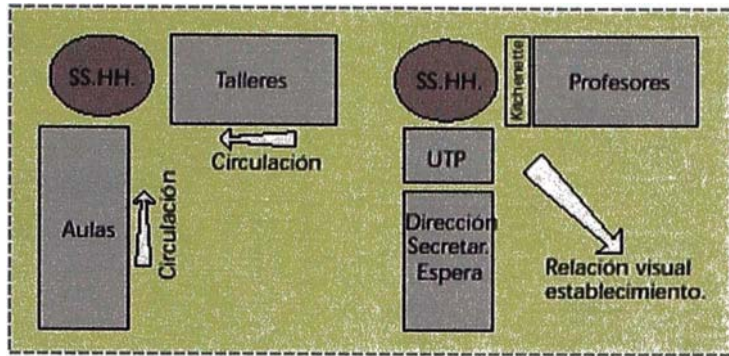 SS.HH.
Talleres
Circulación
Aulas
Circulación
SS.HH.
Kitchenette
Profesores
UTP
Dirección
Secretar.
Espera
Relación visual
establecimiento.